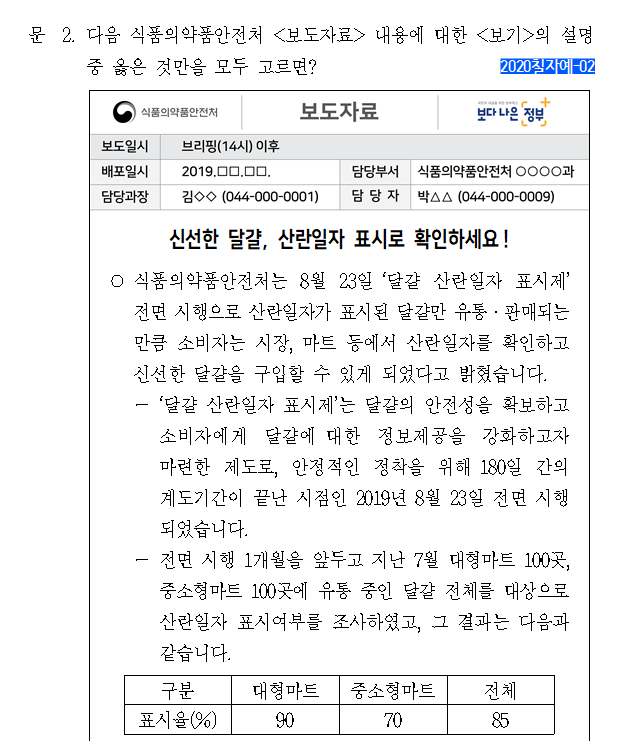 문 2. 다음 식품의약품안전처 <보도자료> 내용에 대한 <보기>의 설명
중 옳은 것만을 모두 고르면?
2020침자예-02
식품의약품안전처 보도자료 보다 나은 정부
보도일시 브리핑(14시) 이후
배포일시 2019.□□.□□. 담당부서 식품의약품안전처 ○○○○과
담당과장 김◇◇ (044-000-0001) 담 당 자 박△△ (044-000-0009)
신선한 달걀, 산란일자 표시로 확인하세요!
○ 식품의약품안전처는 8월 23일 ‘달걀 산란일자 표시제’
전면 시행으로 산란일자가 표시된 달걀만 유통·판매되는
만큼 소비자는 시장, 마트 등에서 산란일자를 확인하고
신선한 달걀을 구입할 수 있게 되었다고 밝혔습니다.
－ ‘달걀 산란일자 표시제’는 달걀의 안전성을 확보하고
소비자에게 달걀에 대한 정보제공을 강화하고자
마련한 제도로, 안정적인 정착을 위해 180일 간의
계도기간이 끝난 시점인 2019년 8월 23일 전면 시행
되었습니다.
－ 전면 시행 1개월을 앞두고 지난 7월 대형마트 100곳,
중소형마트 100곳에 유통 중인 달걀 전체를 대상으로
산란일자 표시여부를 조사하였고, 그 결과는 다음과
같습니다.
구분 대형마트 중소형마트 전체
표시율(%) 90 70 85